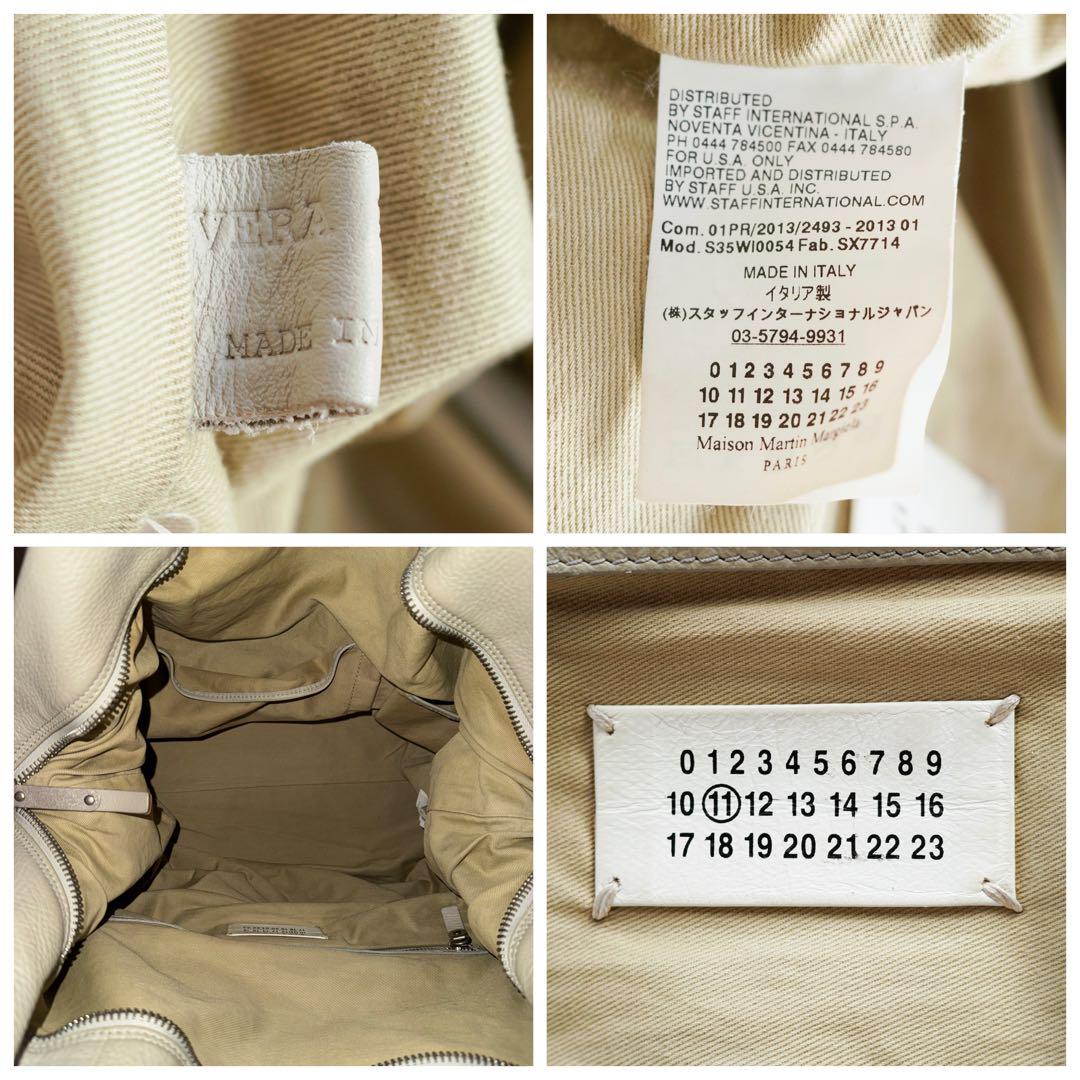 VERA
MADE IN
DISTRIBUTED
BY STAFF INTERNATIONAL S.P.A.
NOVENTA VICENTINA - ITALY
PH 0444 784500 FAX 0444 784580
FOR U.S.A. ONLY
IMPORTED AND DISTRIBUTED
BY STAFF U.S.A. INC.
WWW.STAFFINTERNATIONAL.COM
Com. 01PR/2013/2493 - 2013 01
Mod. S35WI0054 Fab. SX7714
MADE IN ITALY
イタリア製
(株)スタッフインターナショナルジャパン
03-5794-9931
0 1 2 3 4 5 6 7 8 9
10 11 12 13 14 15 16
17 18 19 20 21 22 23
Maison Martin Margiela
PARIS
0 1 2 3 4 5 6 7 8 9
10 11 12 13 14 15 16
17 18 19 20 21 22 23